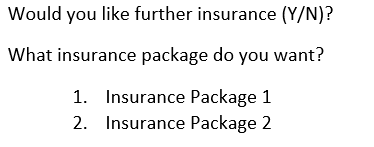 Would you like further insurance (Y/N)?
What insurance package do you want?
1. Insurance Package 1
2. Insurance Package 2